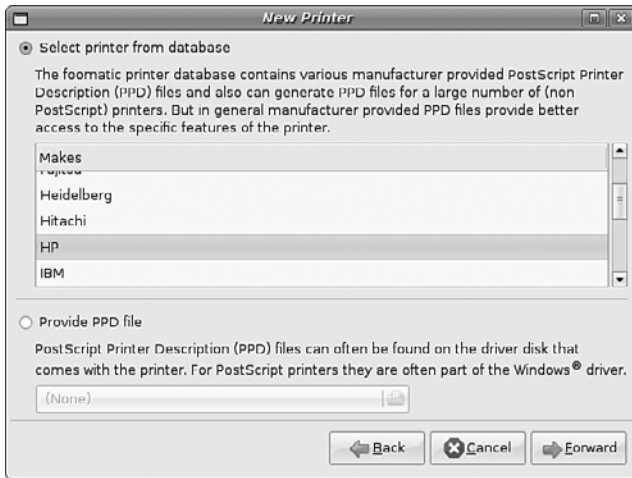 New Printer
Select printer from database
The foomatic printer database contains various manufacturer provided PostScript Printer
Description (PPD) files and also can generate PPD files for a large number of (non
PostScript) printers. But in general manufacturer provided PPD files provide better
access to the specific features of the printer.
Makes
Fujitsu
Heidelberg
Hitachi
HP
IBM
Provide PPD file
PostScript Printer Description (PPD) files can often be found on the driver disk that
comes with the printer. For PostScript printers they are often part of the Windows® driver.
(None)
Back
Cancel
Forward